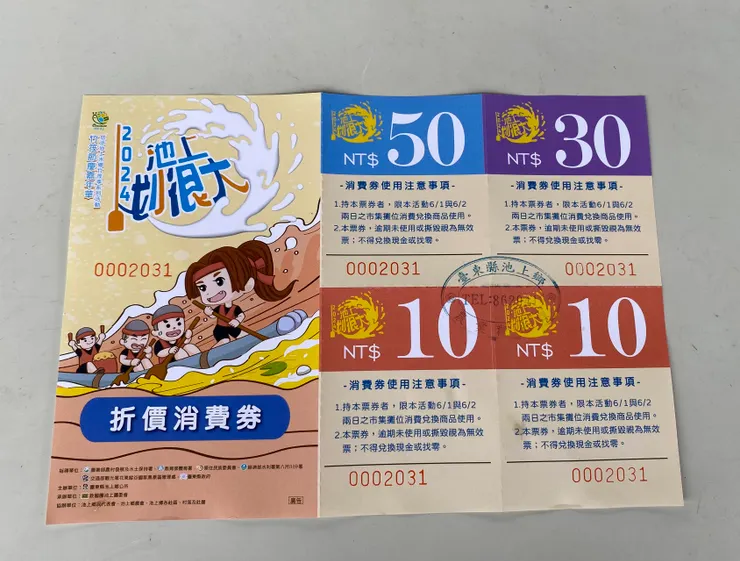 2024
池上
划很大
0002031
折價消費券
主辦單位：臺東縣池上鄉公所
廣告
NT$ 50
-消費券使用注意事項-
1.持本票券者，限本活動6/1與6/2
兩日之市集攤位消費兌換商品使用。
2.本票券，逾期未使用或撕毀視為無效
票；不得兌換現金或找零。
0002031
NT$ 30
-消費券使用注意事項-
1.持本票券者，限本活動6/1與6/2
兩日之市集攤位消費兌換商品使用。
2.本票券，逾期未使用或撕毀視為無效
票；不得兌換現金或找零。
0002031
臺東縣池上鄉
NT$ 10
-消費券使用注意事項-
1.持本票券者，限本活動6/1與6/2
兩日之市集攤位消費兌換商品使用。
2.本票券，逾期未使用或撕毀視為無效
票；不得兌換現金或找零。
0002031
NT$ 10
-消費券使用注意事項-
1.持本票券者，限本活動6/1與6/2
兩日之市集攤位消費兌換商品使用。
2.本票券，逾期未使用或撕毀視為無效
票；不得兌換現金或找零。
0002031